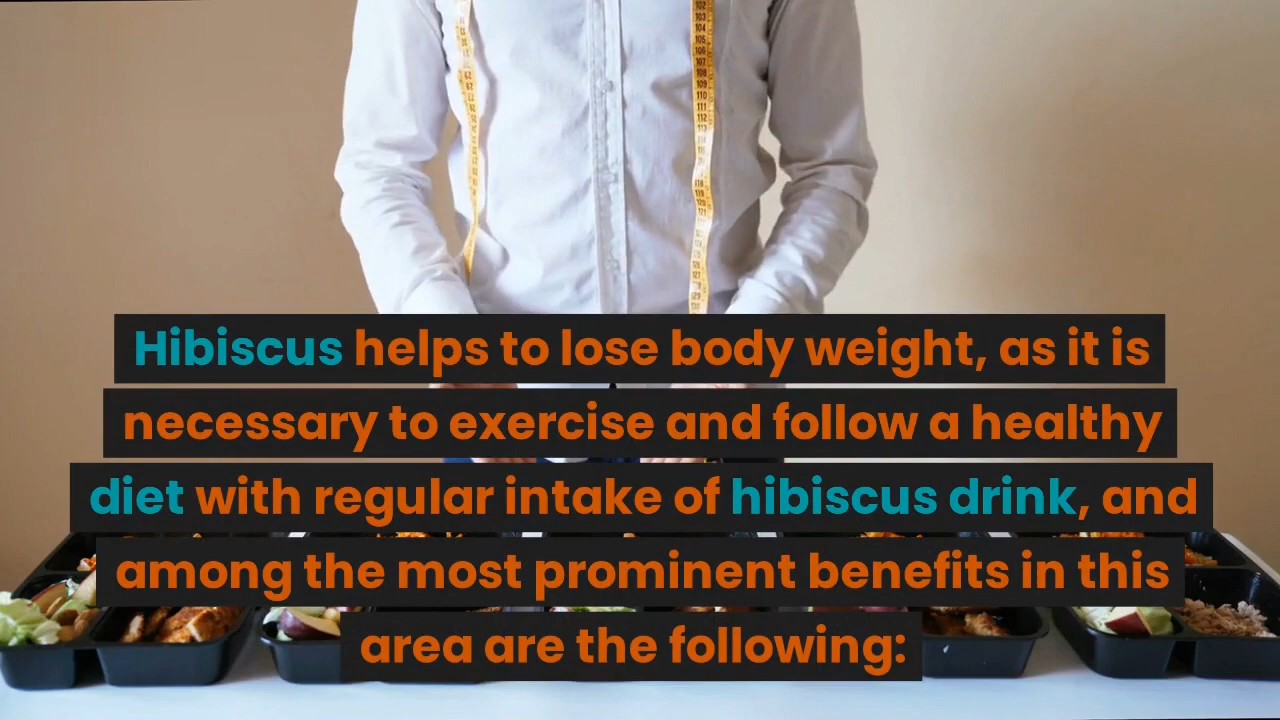 Hibiscus helps to lose body weight, as it is
necessary to exercise and follow a healthy
diet with regular intake of hibiscus drink, and
among the most prominent benefits in this
area are the following: